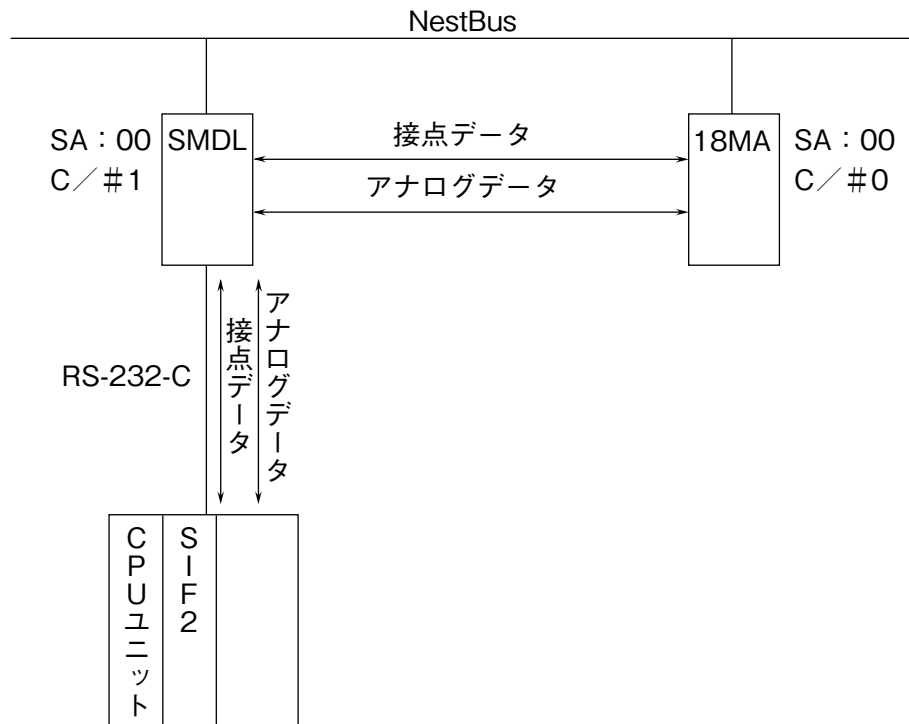 NestBus
SA：00
C／＃1
SMDL
接点データ
アナログデータ
18MA
SA：00
C／＃0
RS-232-C
接点データ
アナログデータ
CPUユニット
SIF2